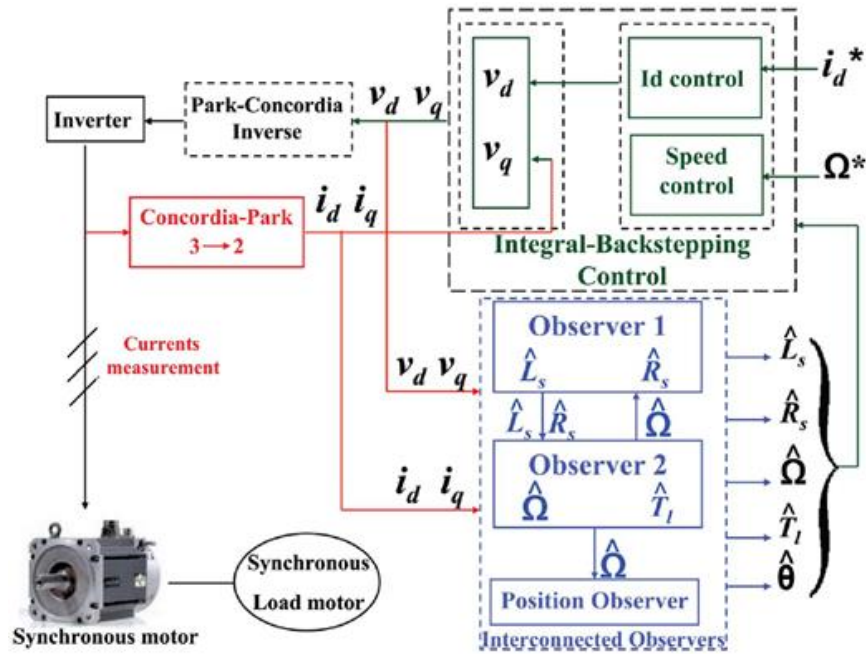 v_d v_q
Park-Concordia
Inverse
Inverter
v_d
v_q
Id control
i_d*
Speed
control
Ω*
Integral-Backstepping
Control
Concordia-Park
3→2
i_d i_q
Currents
measurement
v_d v_q
i_d i_q
Observer 1
L̂_s R̂_s
L̂_s R̂_s Ω̂
Observer 2
Ω̂ T̂_l
Ω̂
Position Observer
Interconnected Observers
L̂_s
R̂_s
Ω̂
T̂_l
θ̂
Synchronous
Load motor
Synchronous motor